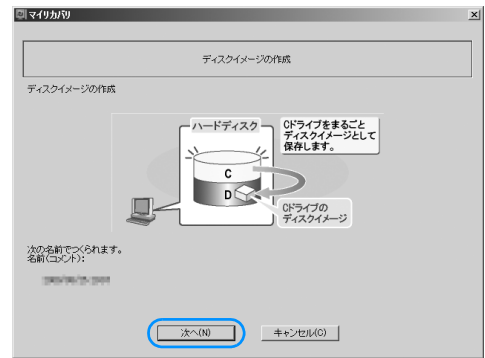 マイリカバリ
ディスクイメージの作成
ディスクイメージの作成
ハードディスク
Cドライブをまるごと
ディスクイメージとして
保存します。
C
D
Cドライブの
ディスクイメージ
次の名前でつくられます。
名前(コメント):
次へ(N)
キャンセル(C)